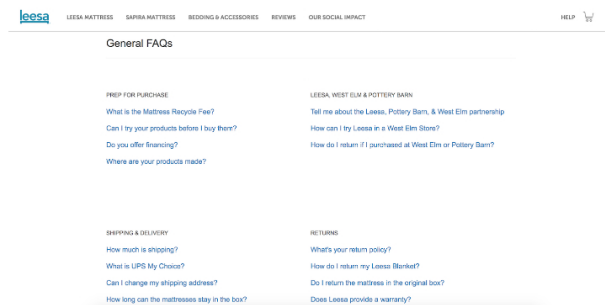 leesa LEESA MATTRESS SAPIRA MATTRESS BEDDING & ACCESSORIES REVIEWS OUR SOCIAL IMPACT HELP
General FAQs
PREP FOR PURCHASE
What is the Mattress Recycle Fee?
Can I try your products before I buy them?
Do you offer financing?
Where are your products made?
LEESA, WEST ELM & POTTERY BARN
Tell me about the Leesa, Pottery Barn, & West Elm partnership
How can I try Leesa in a West Elm Store?
How do I return if I purchased at West Elm or Pottery Barn?
SHIPPING & DELIVERY
How much is shipping?
What is UPS My Choice?
Can I change my shipping address?
How long can the mattresses stay in the box?
RETURNS
What's your return policy?
How do I return my Leesa Blanket?
Do I return the mattress in the original box?
Does Leesa provide a warranty?